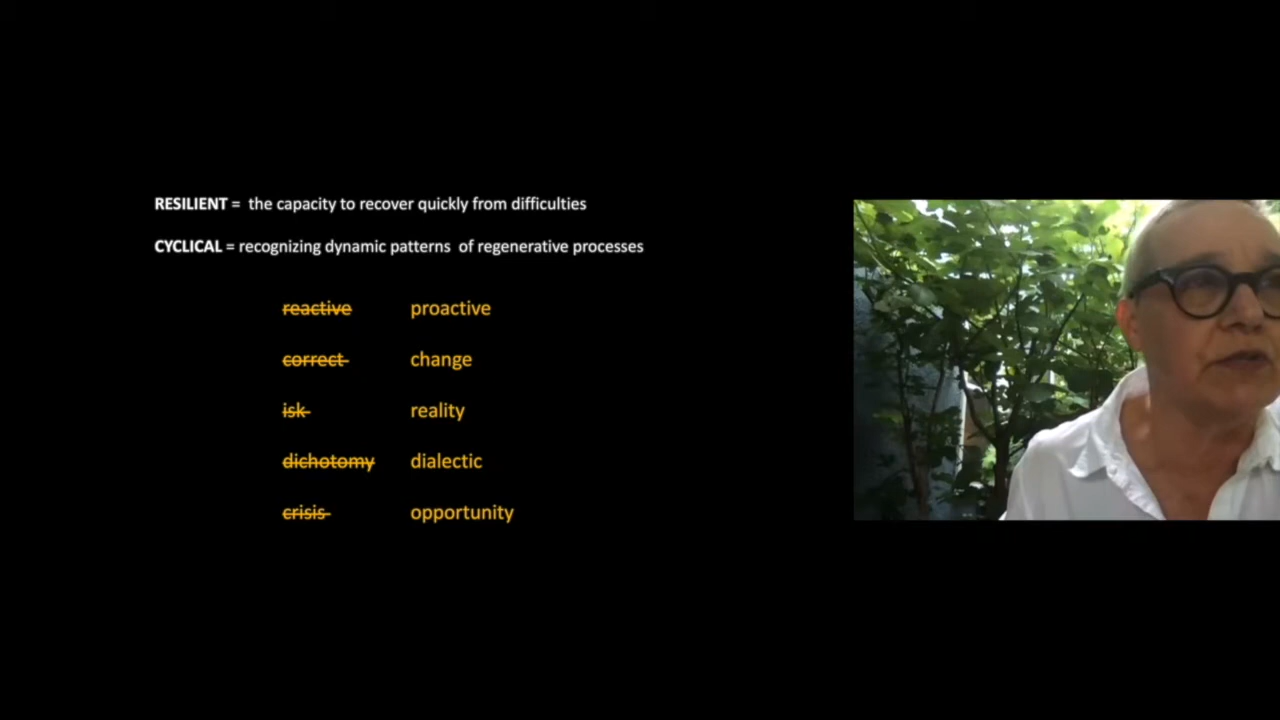 RESILIENT = the capacity to recover quickly from difficulties
CYCLICAL = recognizing dynamic patterns of regenerative processes
reactive proactive
correct change
isk reality
dichotomy dialectic
crisis opportunity